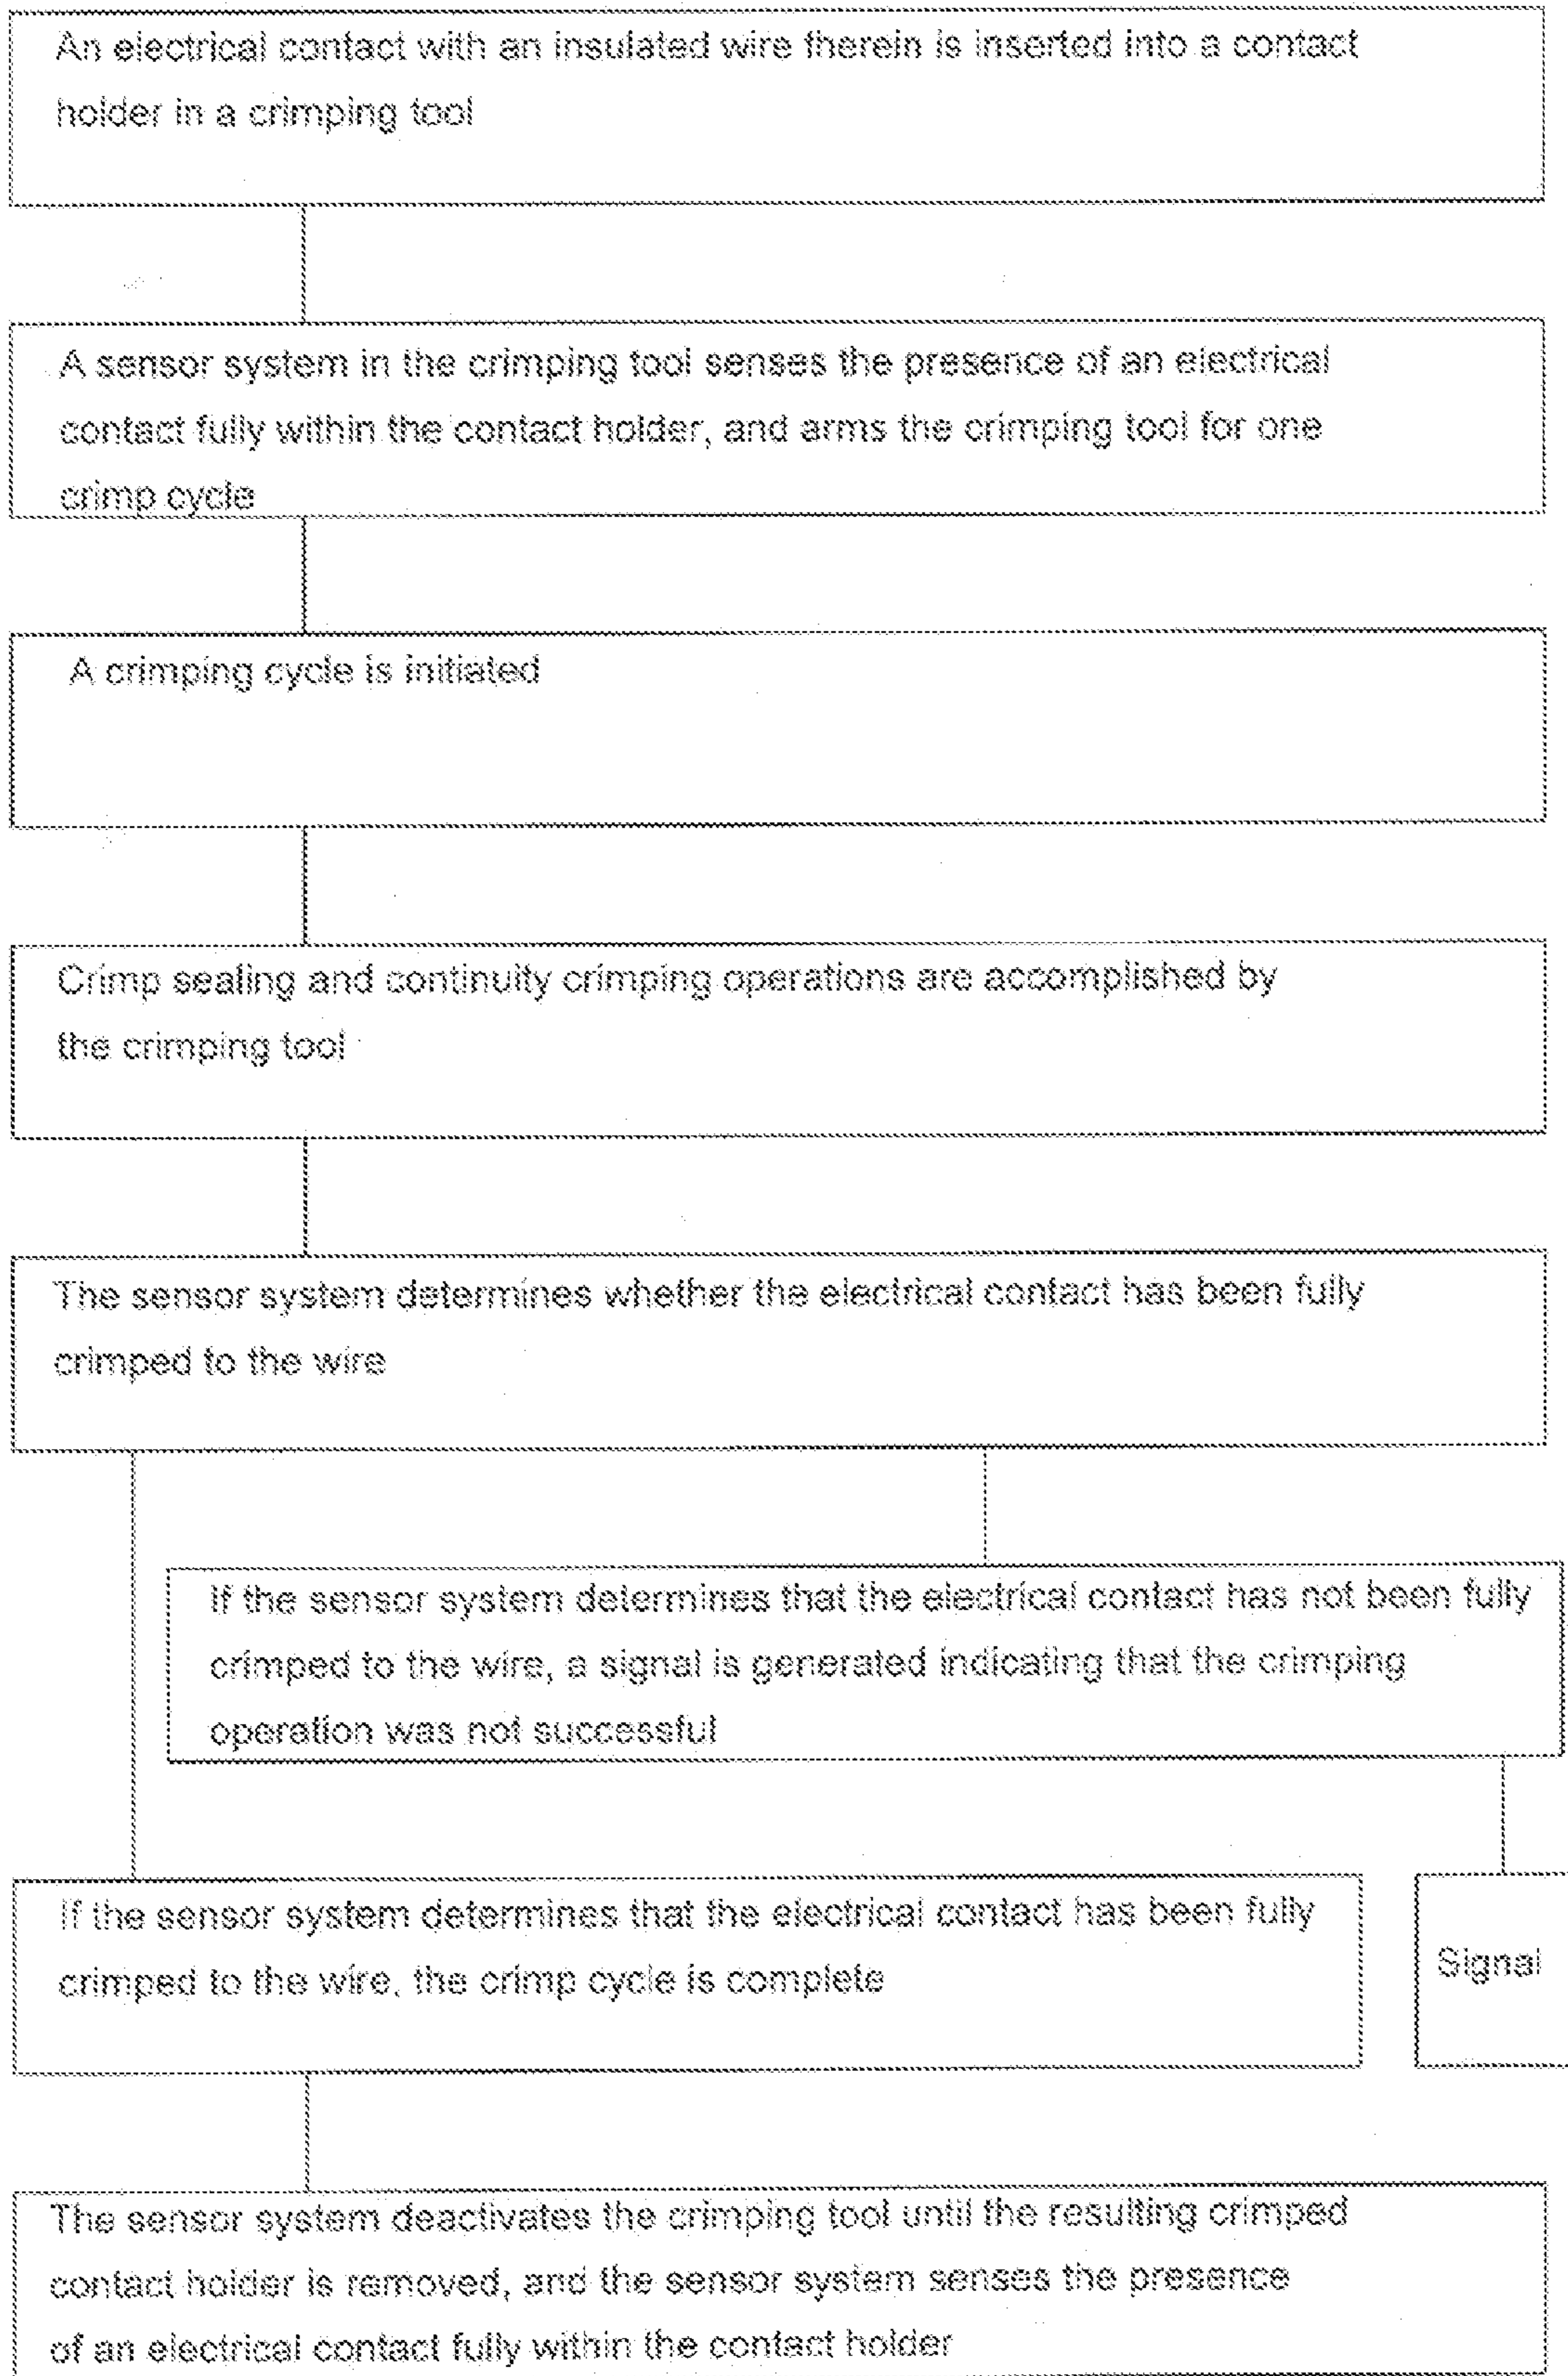 An electrical contact with an insulated wire therein is inserted into a contact
holder in a crimping tool
A sensor system in the crimping tool senses the presence of an electrical
contact fully within the contact holder, and arms the crimping tool for one
crimp cycle
A crimping cycle is initiated
Crimp sealing and continuity crimping operations are accomplished by
the crimping tool
The sensor system determines whether the electrical contact has been fully
crimped to the wire
If the sensor system determines that the electrical contact has not been fully
crimped to the wire, a signal is generated indicating that the crimping
operation was not successful
If the sensor system determines that the electrical contact has been fully
crimped to the wire, the crimp cycle is complete
Signal
The sensor system deactivates the crimping tool until the resulting crimped
contact holder is removed, and the sensor system senses the presence
of an electrical contact fully within the contact holder